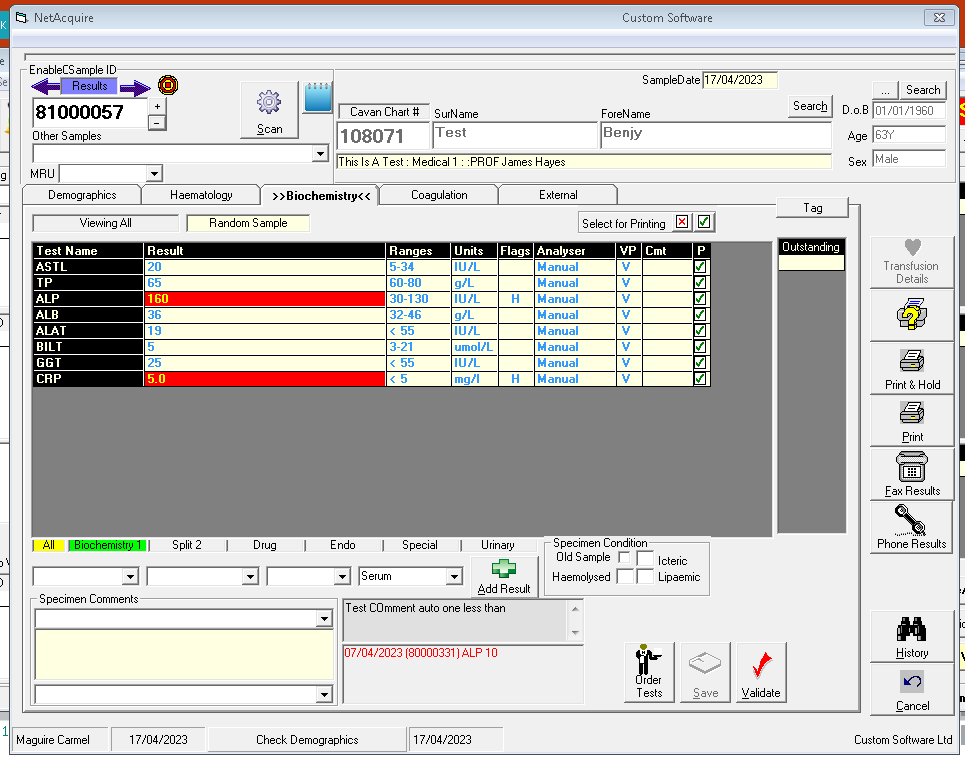 NetAcquire Custom Software
EnableCSample ID
Results
81000057
+
-
Scan
Other Samples
MRU
SampleDate 17/04/2023
Cavan Chart # SurName ForeName Search
108071 Test Benjy
This Is A Test : Medical 1 : :PROF James Hayes
... Search
D.o.B 01/01/1960
Age 63Y
Sex Male
Demographics Haematology >>Biochemistry<< Coagulation External
Viewing All Random Sample Select for Printing Tag
Test Name Result Ranges Units Flags Analyser VP Cmt P
ASTL 20 5-34 IU/L Manual V
TP 65 60-80 g/L Manual V
ALP 160 30-130 IU/L H Manual V
ALB 36 32-46 g/L Manual V
ALAT 19 < 55 IU/L Manual V
BILT 5 3-21 umol/L Manual V
GGT 25 < 55 IU/L Manual V
CRP 5.0 < 5 mg/l H Manual V
Outstanding
Transfusion
Details
Print & Hold
Print
Fax Results
Phone Results
History
Cancel
All Biochemistry 1 | Split 2 | Drug | Endo | Special | Urinary
Serum
Add Result
Specimen Condition
Old Sample Icteric
Haemolysed Lipaemic
Specimen Comments
Test COmment auto one less than
07/04/2023 (80000331) ALP 10
Order
Tests
Save
Validate
Maguire Carmel 17/04/2023 Check Demographics 17/04/2023 Custom Software Ltd